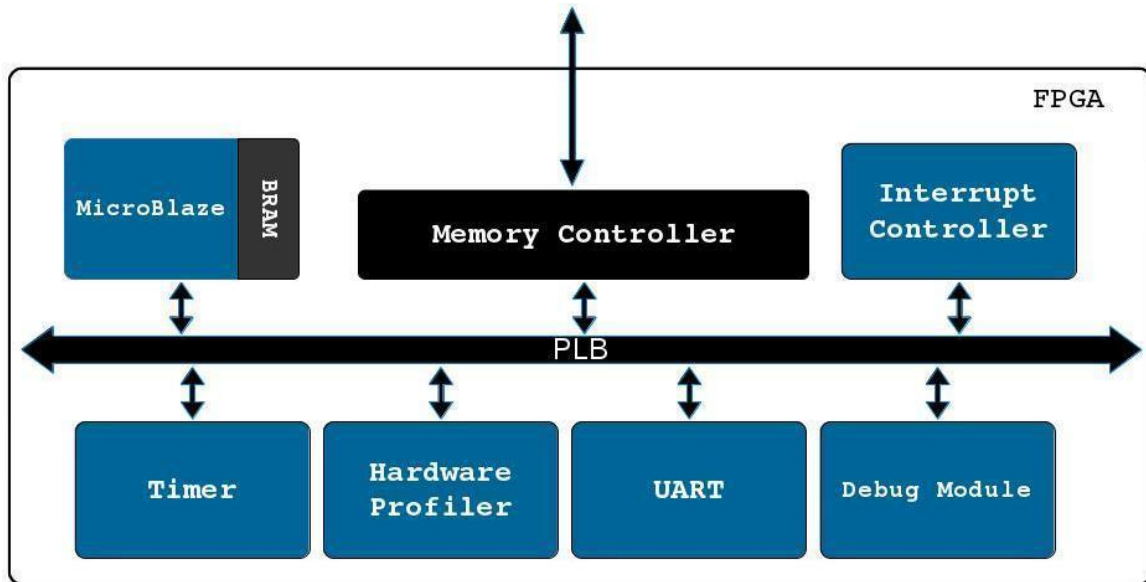 FPGA
MicroBlaze
BRAM
Memory Controller
Interrupt
Controller
PLB
Timer
Hardware
Profiler
UART
Debug Module